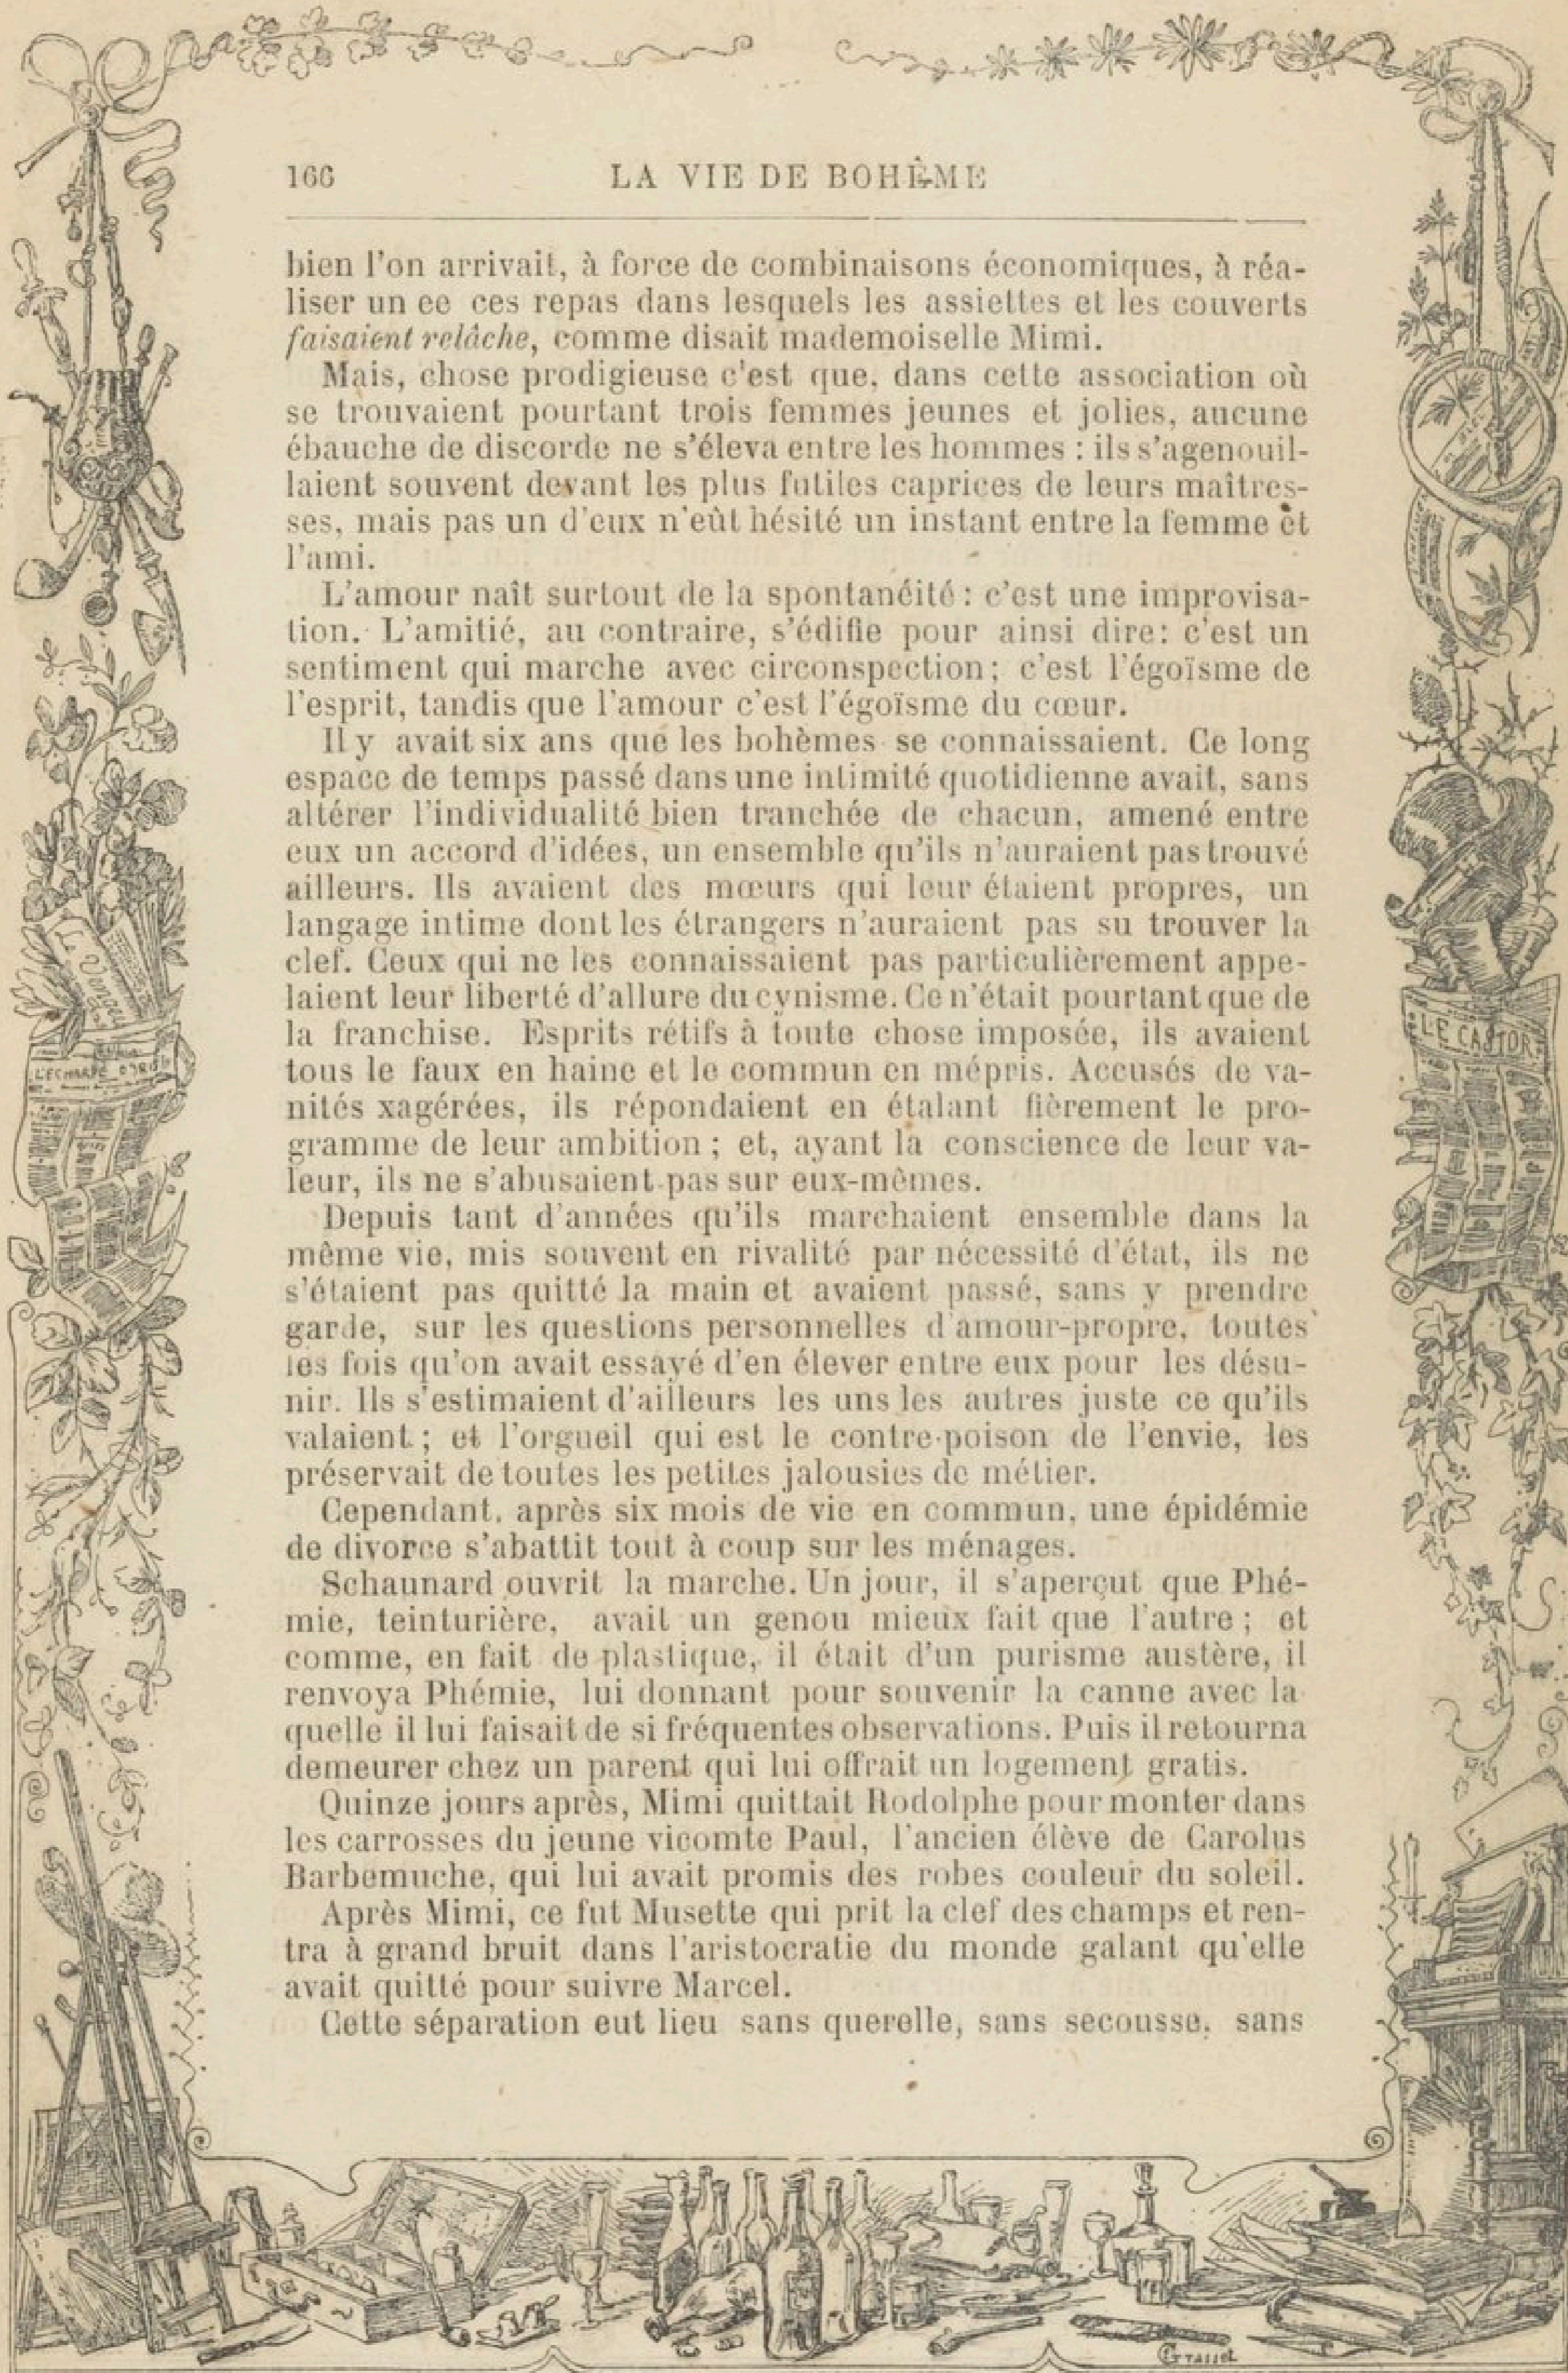 166 LA VIE DE BOHÊME
bien l'on arrivait, à force de combinaisons économiques, à réa-
liser un ee ces repas dans lesquels les assiettes et les couverts
faisaient relâche, comme disait mademoiselle Mimi.
Mais, chose prodigieuse c'est que, dans cette association où
se trouvaient pourtant trois femmes jeunes et jolies, aucune
ébauche de discorde ne s'éleva entre les hommes : ils s'agenouil-
laient souvent devant les plus futiles caprices de leurs maîtres-
ses, mais pas un d'eux n'eût hésité un instant entre la femme et
l'ami.
L'amour naît surtout de la spontanéité : c'est une improvisa-
tion. L'amitié, au contraire, s'édifie pour ainsi dire: c'est un
sentiment qui marche avec circonspection; c'est l'égoïsme de
l'esprit, tandis que l'amour c'est l'égoïsme du cœur.
Il y avait six ans que les bohèmes se connaissaient. Ce long
espace de temps passé dans une intimité quotidienne avait, sans
altérer l'individualité bien tranchée de chacun, amené entre
eux un accord d'idées, un ensemble qu'ils n'auraient pas trouvé
ailleurs. Ils avaient des mœurs qui leur étaient propres, un
langage intime dont les étrangers n'auraient pas su trouver la
clef. Ceux qui ne les connaissaient pas particulièrement appe-
laient leur liberté d'allure du cynisme. Ce n'était pourtant que de
la franchise. Esprits rétifs à toute chose imposée, ils avaient
tous le faux en haine et le commun en mépris. Accusés de va-
nités xagérées, ils répondaient en étalant fièrement le pro-
gramme de leur ambition ; et, ayant la conscience de leur va-
leur, ils ne s'abusaient pas sur eux-mêmes.
Depuis tant d'années qu'ils marchaient ensemble dans la
même vie, mis souvent en rivalité par nécessité d'état, ils ne
s'étaient pas quitté la main et avaient passé, sans y prendre
garde, sur les questions personnelles d'amour-propre, toutes
les fois qu'on avait essayé d'en élever entre eux pour les désu-
nir. Ils s'estimaient d'ailleurs les uns les autres juste ce qu'ils
valaient ; et l'orgueil qui est le contre-poison de l'envie, les
préservait de toutes les petites jalousies de métier.
Cependant, après six mois de vie en commun, une épidémie
de divorce s'abattit tout à coup sur les ménages.
Schaunard ouvrit la marche. Un jour, il s'aperçut que Phé-
mie, teinturière, avait un genou mieux fait que l'autre ; et
comme, en fait de plastique, il était d'un purisme austère, il
renvoya Phémie, lui donnant pour souvenir la canne avec la
quelle il lui faisait de si fréquentes observations. Puis il retourna
demeurer chez un parent qui lui offrait un logement gratis.
Quinze jours après, Mimi quittait Rodolphe pour monter dans
les carrosses du jeune vicomte Paul, l'ancien élève de Carolus
Barbemuche, qui lui avait promis des robes couleur du soleil.
Après Mimi, ce fut Musette qui prit la clef des champs et ren-
tra à grand bruit dans l'aristocratie du monde galant qu'elle
avait quitté pour suivre Marcel.
Cette séparation eut lieu sans querelle, sans secousse, sans
L'ECHARPE D'IRIS
LE CASTOR
Grasset